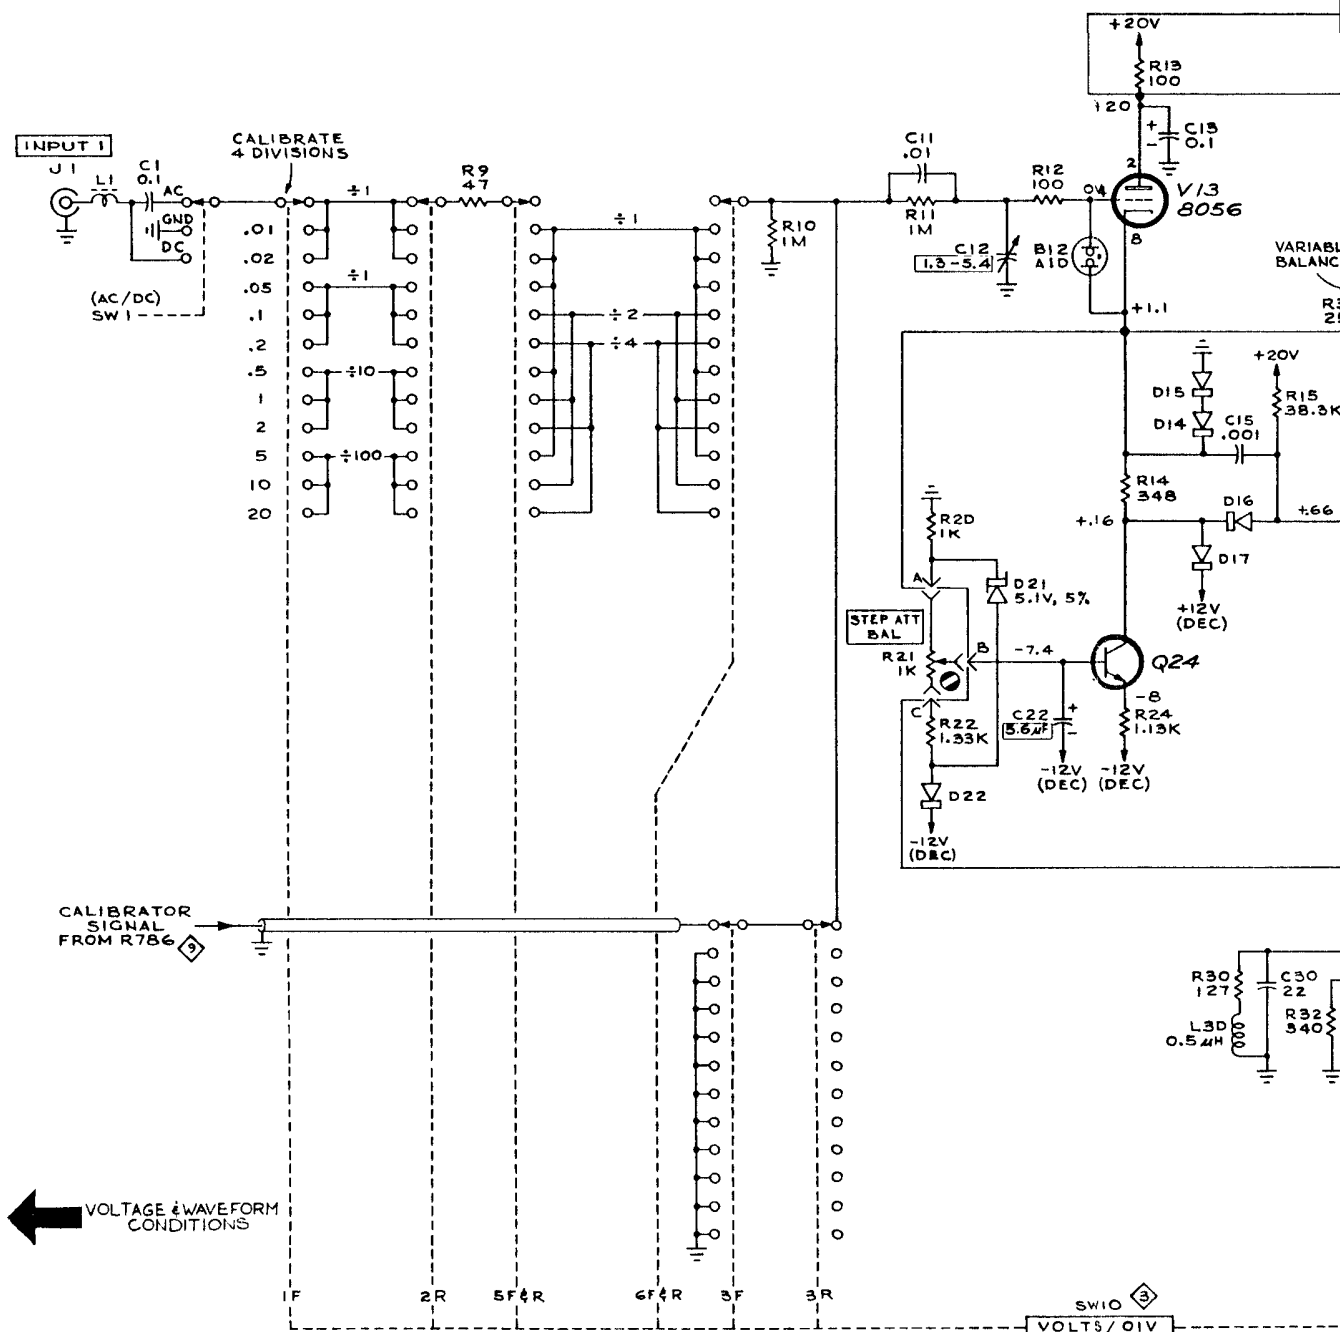 +20V
R13
100
+20
+
-
C13
0.1
INPUT 1
J1
L1
C1
0.1
AC
GND
DC
(AC/DC)
SW1
CALIBRATE
4 DIVISIONS
÷1
.01
.02
.05
÷1
.1
.2
.5
÷10
1
2
5
÷100
10
20
R9
47
÷1
÷2
÷4
R10
1M
C11
.01
R11
1M
C12
1.3-5.4
R12
100
B12
A1D
2
V13
8056
8
+1.1
VARIABL
BALANC
R3
25
D15
D14
C15
.001
+20V
R15
38.3K
R14
348
+.16
D16
+.66
D17
+12V
(DEC)
R20
1K
A
D21
5.1V, 5%
STEP ATT
BAL
R21
1K
B
-7.4
C
R22
1.33K
D22
-12V
(DEC)
C22
5.6µF
+
-
-12V
(DEC)
Q24
-8
R24
1.13K
-12V
(DEC)
CALIBRATOR
SIGNAL
FROM R786
9
R30
127
C30
22
L30
0.5µH
R32
340
VOLTAGE & WAVEFORM
CONDITIONS
1F
2R
5F&R
6F&R
3F
3R
SW10
3
VOLTS/DIV